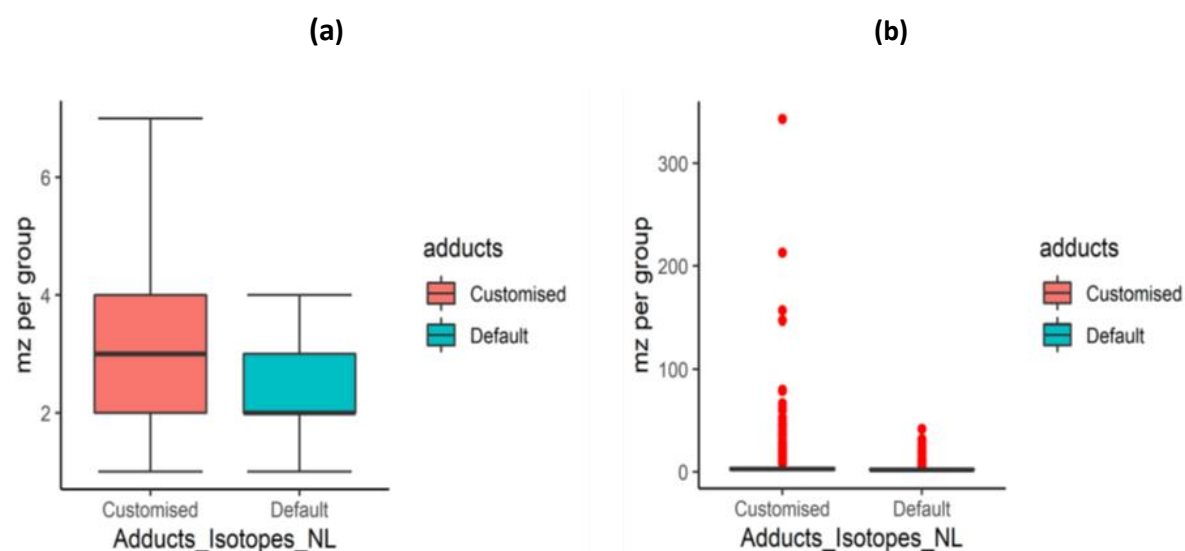 (a)
mz per group
6
4
2
Customised
Default
Adducts_Isotopes_NL
adducts
Customised
Default
(b)
mz per group
300
200
100
0
Customised
Default
Adducts_Isotopes_NL
adducts
Customised
Default